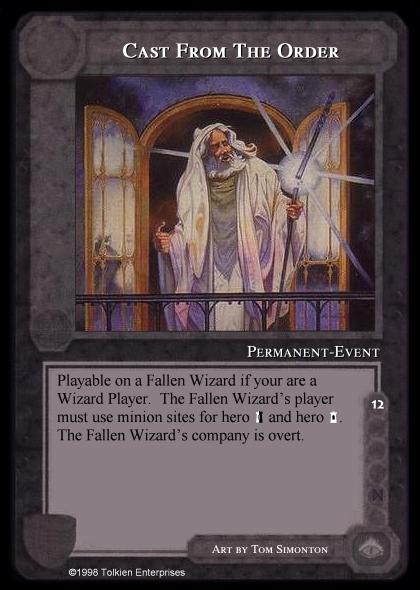 Cast From The Order
Permanent-Event
Playable on a Fallen Wizard if your are a
Wizard Player. The Fallen Wizard's player
must use minion sites for hero and hero .
The Fallen Wizard's company is overt.
12
N
Art by Tom Simonton
©1998 Tolkien Enterprises